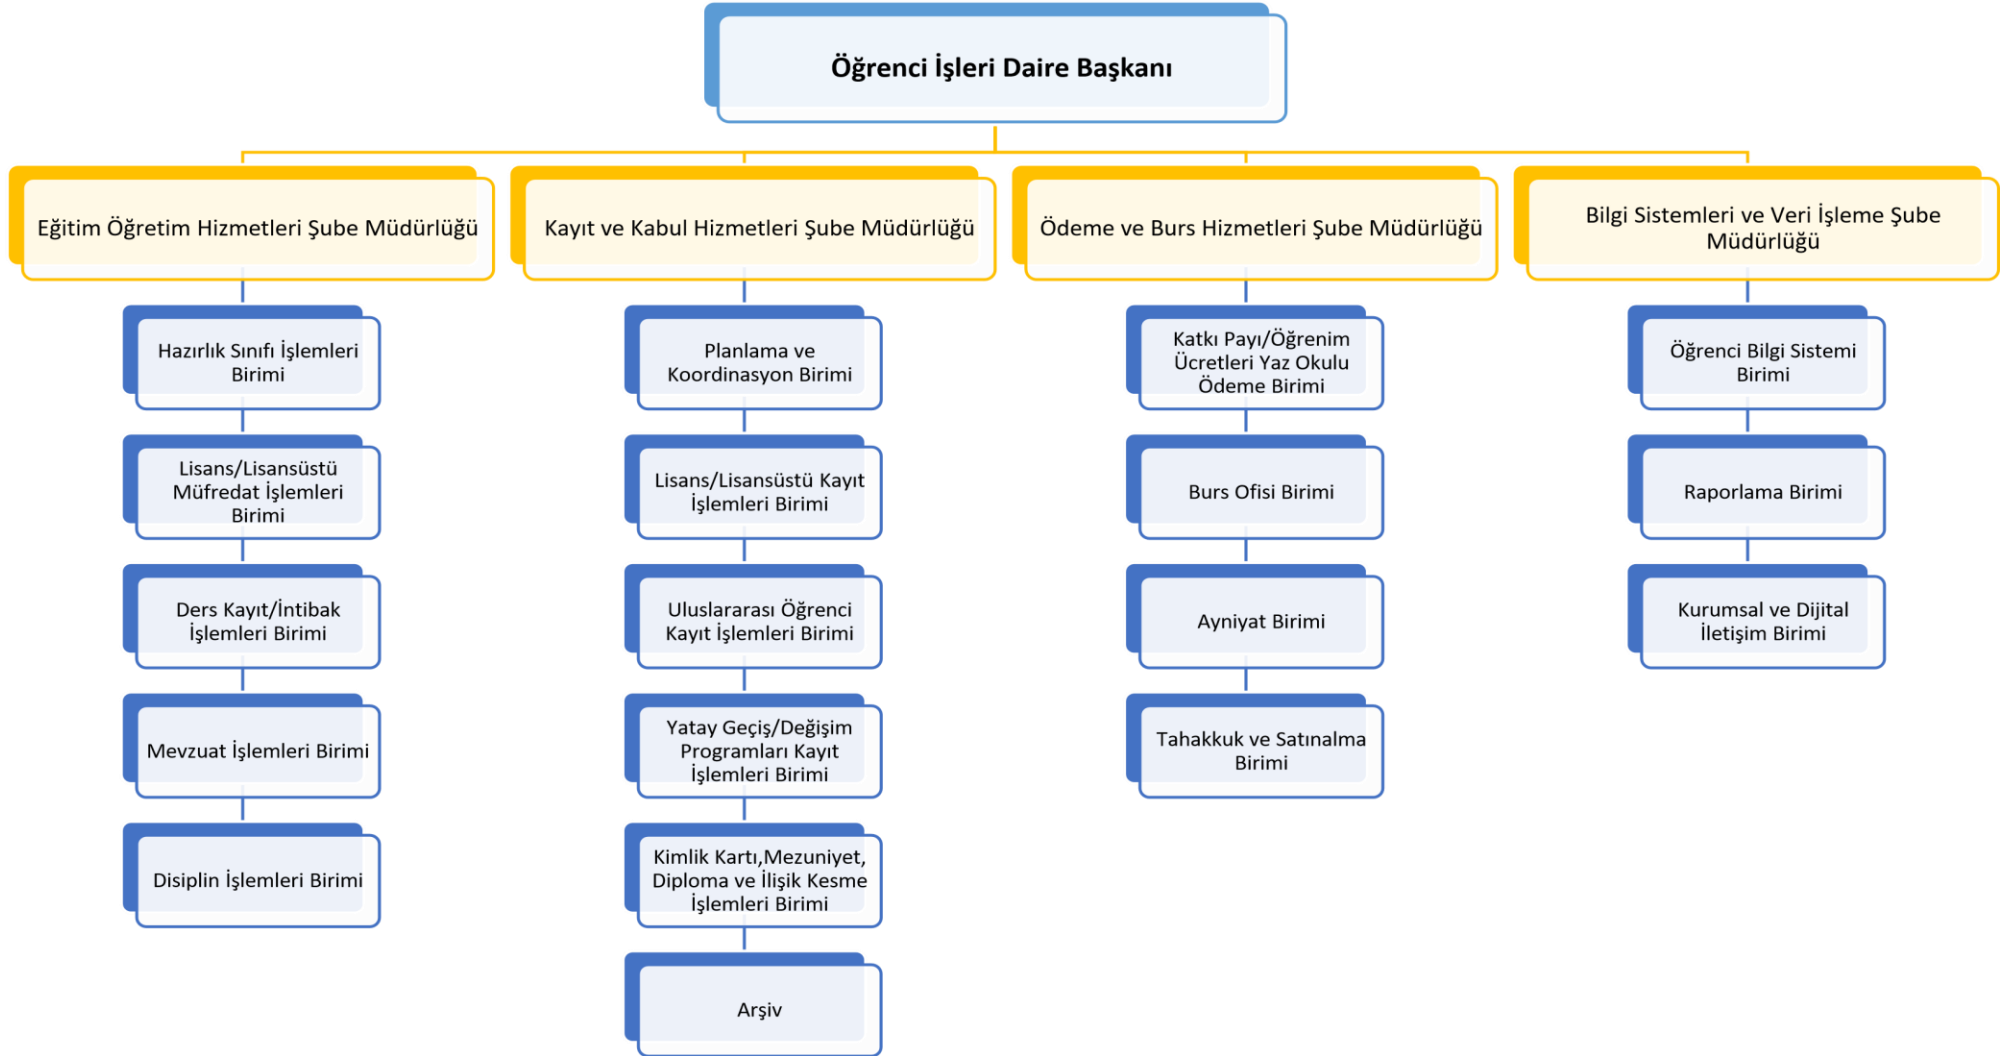 Öğrenci İşleri Daire Başkanı
Eğitim Öğretim Hizmetleri Şube Müdürlüğü
Hazırlık Sınıfı İşlemleri
Birimi
Lisans/Lisansüstü
Müfredat İşlemleri
Birimi
Ders Kayıt/İntibak
İşlemleri Birimi
Mevzuat İşlemleri Birimi
Disiplin İşlemleri Birimi
Kayıt ve Kabul Hizmetleri Şube Müdürlüğü
Planlama ve
Koordinasyon Birimi
Lisans/Lisansüstü Kayıt
İşlemleri Birimi
Uluslararası Öğrenci
Kayıt İşlemleri Birimi
Yatay Geçiş/Değişim
Programları Kayıt
İşlemleri Birimi
Kimlik Kartı,Mezuniyet,
Diploma ve İlişik Kesme
İşlemleri Birimi
Arşiv
Ödeme ve Burs Hizmetleri Şube Müdürlüğü
Katkı Payı/Öğrenim
Ücretleri Yaz Okulu
Ödeme Birimi
Burs Ofisi Birimi
Ayniyat Birimi
Tahakkuk ve Satınalma
Birimi
Bilgi Sistemleri ve Veri İşleme Şube
Müdürlüğü
Öğrenci Bilgi Sistemi
Birimi
Raporlama Birimi
Kurumsal ve Dijital
İletişim Birimi